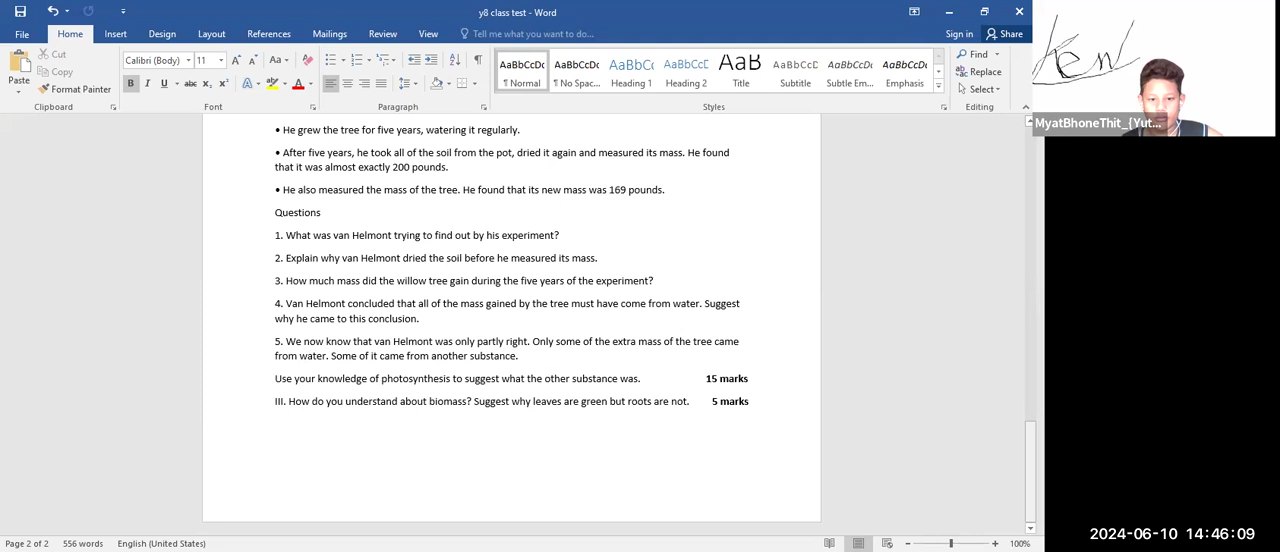 y8 class test - Word
File Home Insert Design Layout References Mailings Review View Tell me what you want to do... Sign in Share
Paste Cut Copy Format Painter
Calibri (Body) 11
AaBbCcDc AaBbCcDc AaBbCc AaBbCcD AaB AaBbCcD AaBbCcDc AaBbCcDc
¶ Normal ¶ No Spac... Heading 1 Heading 2 Title Subtitle Subtle Em... Emphasis
Find
Replace
Select
Clipboard Font Paragraph Styles Editing
Ken
MyatBhoneThit_{Yut...
• He grew the tree for five years, watering it regularly.
• After five years, he took all of the soil from the pot, dried it again and measured its mass. He found
that it was almost exactly 200 pounds.
• He also measured the mass of the tree. He found that its new mass was 169 pounds.
Questions
1. What was van Helmont trying to find out by his experiment?
2. Explain why van Helmont dried the soil before he measured its mass.
3. How much mass did the willow tree gain during the five years of the experiment?
4. Van Helmont concluded that all of the mass gained by the tree must have come from water. Suggest
why he came to this conclusion.
5. We now know that van Helmont was only partly right. Only some of the extra mass of the tree came
from water. Some of it came from another substance.
Use your knowledge of photosynthesis to suggest what the other substance was. 15 marks
III. How do you understand about biomass? Suggest why leaves are green but roots are not. 5 marks
2024-06-10 14:46:09
Page 2 of 2 556 words English (United States) 100%